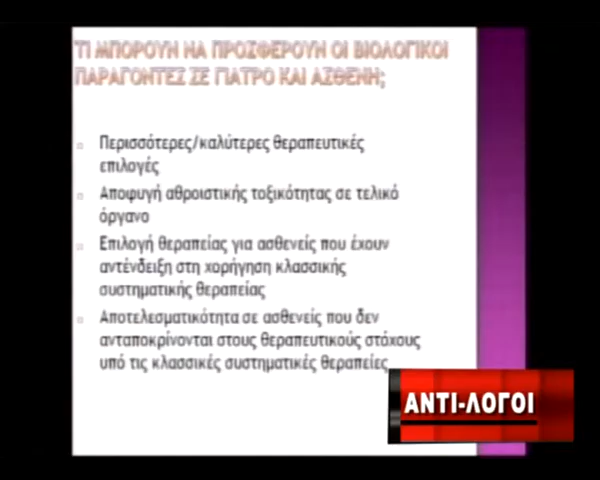 ΤΙ ΜΠΟΡΟΥΝ ΝΑ ΠΡΟΣΦΕΡΟΥΝ ΟΙ ΒΙΟΛΟΓΙΚΟΙ
ΠΑΡΑΓΟΝΤΕΣ ΣΕ ΓΙΑΤΡΟ ΚΑΙ ΑΣΘΕΝΗ;
Περισσότερες/καλύτερες θεραπευτικές
επιλογές
Αποφυγή αθροιστικής τοξικότητας σε τελικό
όργανο
Επιλογή θεραπείας για ασθενείς που έχουν
αντένδειξη στη χορήγηση κλασσικής
συστηματικής θεραπείας
Αποτελεσματικότητα σε ασθενείς που δεν
ανταποκρίνονται στους θεραπευτικούς στόχους
υπό τις κλασσικές συστηματικές θεραπείες
ΑΝΤΙ-ΛΟΓΟΙ